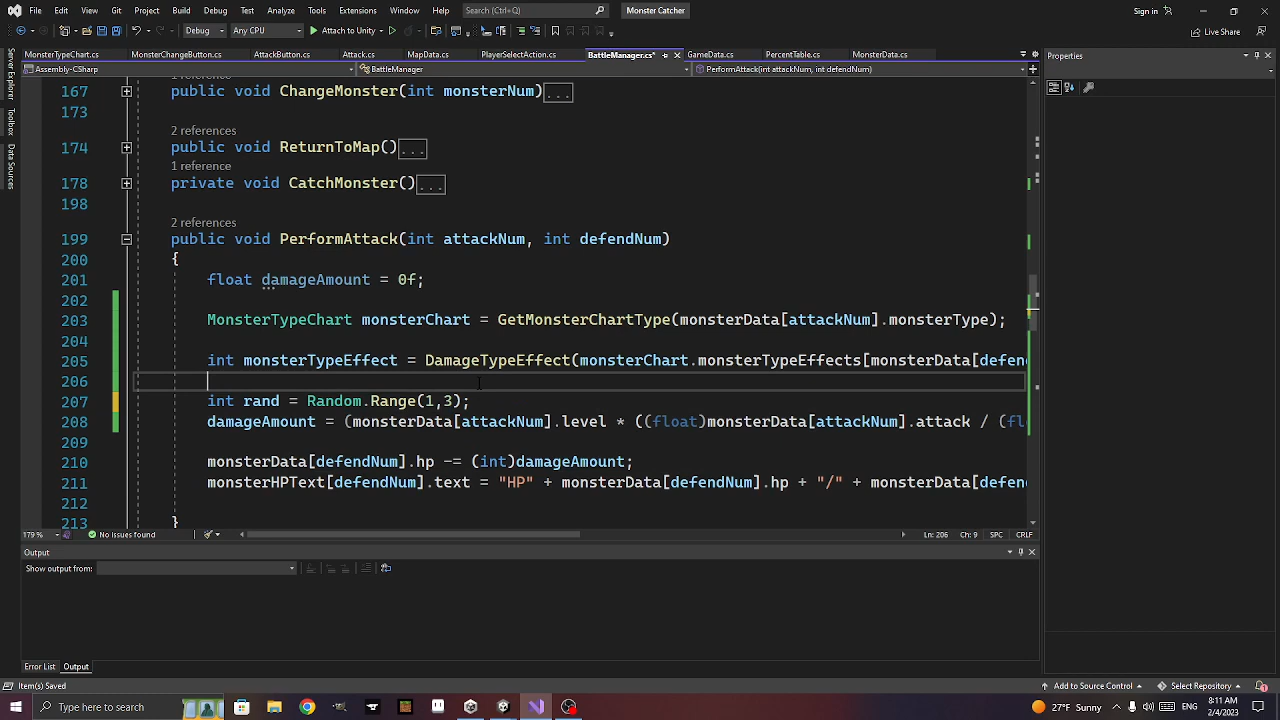 File Edit View Git Project Build Debug Test Analyze Tools Extensions Window Help Search (Ctrl+Q) Monster Catcher Sign in
Debug Any CPU Attach to Unity Live Share
MonsterTypeChart.cs MonsterChangeButton.cs AttackButton.cs Attack.cs MapData.cs PlayerSelectAction.cs BattleManager.cs* GameData.cs PercentTable.cs MonsterData.cs Properties
Assembly-CSharp BattleManager PerformAttack(int attackNum, int defendNum)
Server Explorer
Toolbox
Data Sources
1 reference
167 public void ChangeMonster(int monsterNum)...
173
2 references
174 public void ReturnToMap()...
1 reference
178 private void CatchMonster()...
198
2 references
199 public void PerformAttack(int attackNum, int defendNum)
200 {
201 float damageAmount = 0f;
202
203 MonsterTypeChart monsterChart = GetMonsterChartType(monsterData[attackNum].monsterType);
204
205 int monsterTypeEffect = DamageTypeEffect(monsterChart.monsterTypeEffects[monsterData[defen
206
207 int rand = Random.Range(1,3);
208 damageAmount = (monsterData[attackNum].level * ((float)monsterData[attackNum].attack / (fl
209
210 monsterData[defendNum].hp -= (int)damageAmount;
211 monsterHPText[defendNum].text = "HP" + monsterData[defendNum].hp + "/" + monsterData[defen
212
213 }
179 % No issues found Ln: 206 Ch: 9 SPC CRLF
Output
Show output from:
Error List Output
Item(s) Saved Add to Source Control Select Repository
Type here to search 27°F Sunny 8:11 AM
2/4/2023